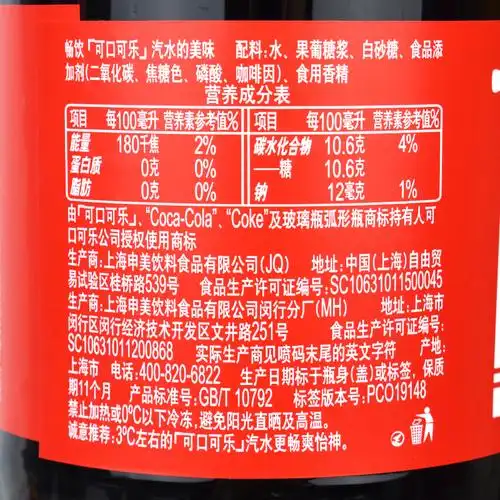 畅饮「可口可乐」汽水的美味 配料:水、果葡糖浆、白砂糖、食品添
加剂(二氧化碳、焦糖色、磷酸、咖啡因)、食用香精
营养成分表
项目 每100毫升 营养素参考值% 项目 每100毫升 营养素参考值%
能量 180千焦 2% 碳水化合物 10.6克 4%
蛋白质 0克 0% ——糖 10.6克
脂肪 0克 0% 钠 12毫克 1%
由「可口可乐」、“Coca-Cola”、“Coke”及玻璃瓶弧形瓶商标持有人可
口可乐公司授权使用商标
生产商:上海申美饮料食品有限公司(JQ) 地址:中国(上海)自由贸
易试验区桂桥路539号 食品生产许可证编号:SC10631011500045
生产商:上海申美饮料食品有限公司闵行分厂(MH) 地址:上海市
闵行区闵行经济技术开发区文井路251号 食品生产许可证编号:
SC10631011200868 实际生产商见喷码末尾的英文字符 产地:
上海市 电话:400-820-6822 生产日期标于瓶身(盖)或标签，保质
期11个月 产品标准号:GB/T 10792 标签版本号:PCO19148
禁止加热或0℃以下冷冻，避免阳光直晒及高温。
诚意推荐:3℃左右的「可口可乐」汽水更畅爽怡神。